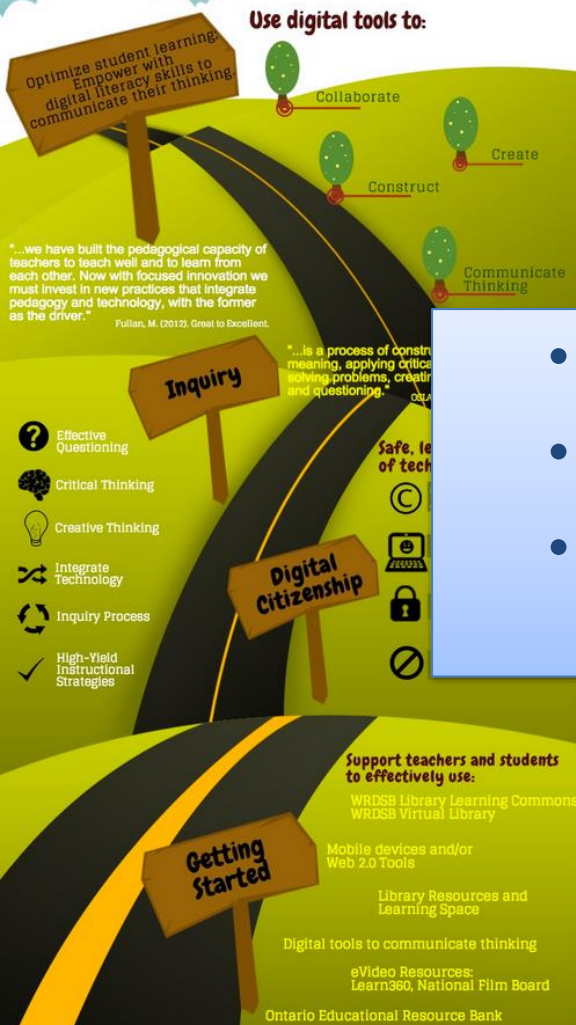 Use digital tools to:
Optimize student learning;
Empower with
digital literacy skills to
communicate their thinking.
Collaborate
Create
Construct
Communicate
Thinking
"...we have built the pedagogical capacity of
teachers to teach well and to learn from
each other. Now with focused innovation we
must invest in new practices that integrate
pedagogy and technology, with the former
as the driver."
Fullan, M. (2012). Great to Excellent.
"...is a process of
meaning, applying
solving problems,
and questioning."
Inquiry
Effective
Questioning
Critical Thinking
Creative Thinking
Integrate
Technology
Inquiry Process
High-Yield
Instructional
Strategies
Safe,
of
Digital
Citizenship
Support teachers and students
to effectively use:
WRDSB Library Learning Commons
WRDSB Virtual Library
Getting
Started
Mobile devices and/or
Web 2.0 Tools
Library Resources and
Learning Space
Digital tools to communicate thinking
eVideo Resources:
Learn360, National Film Board
Ontario Educational Resource Bank